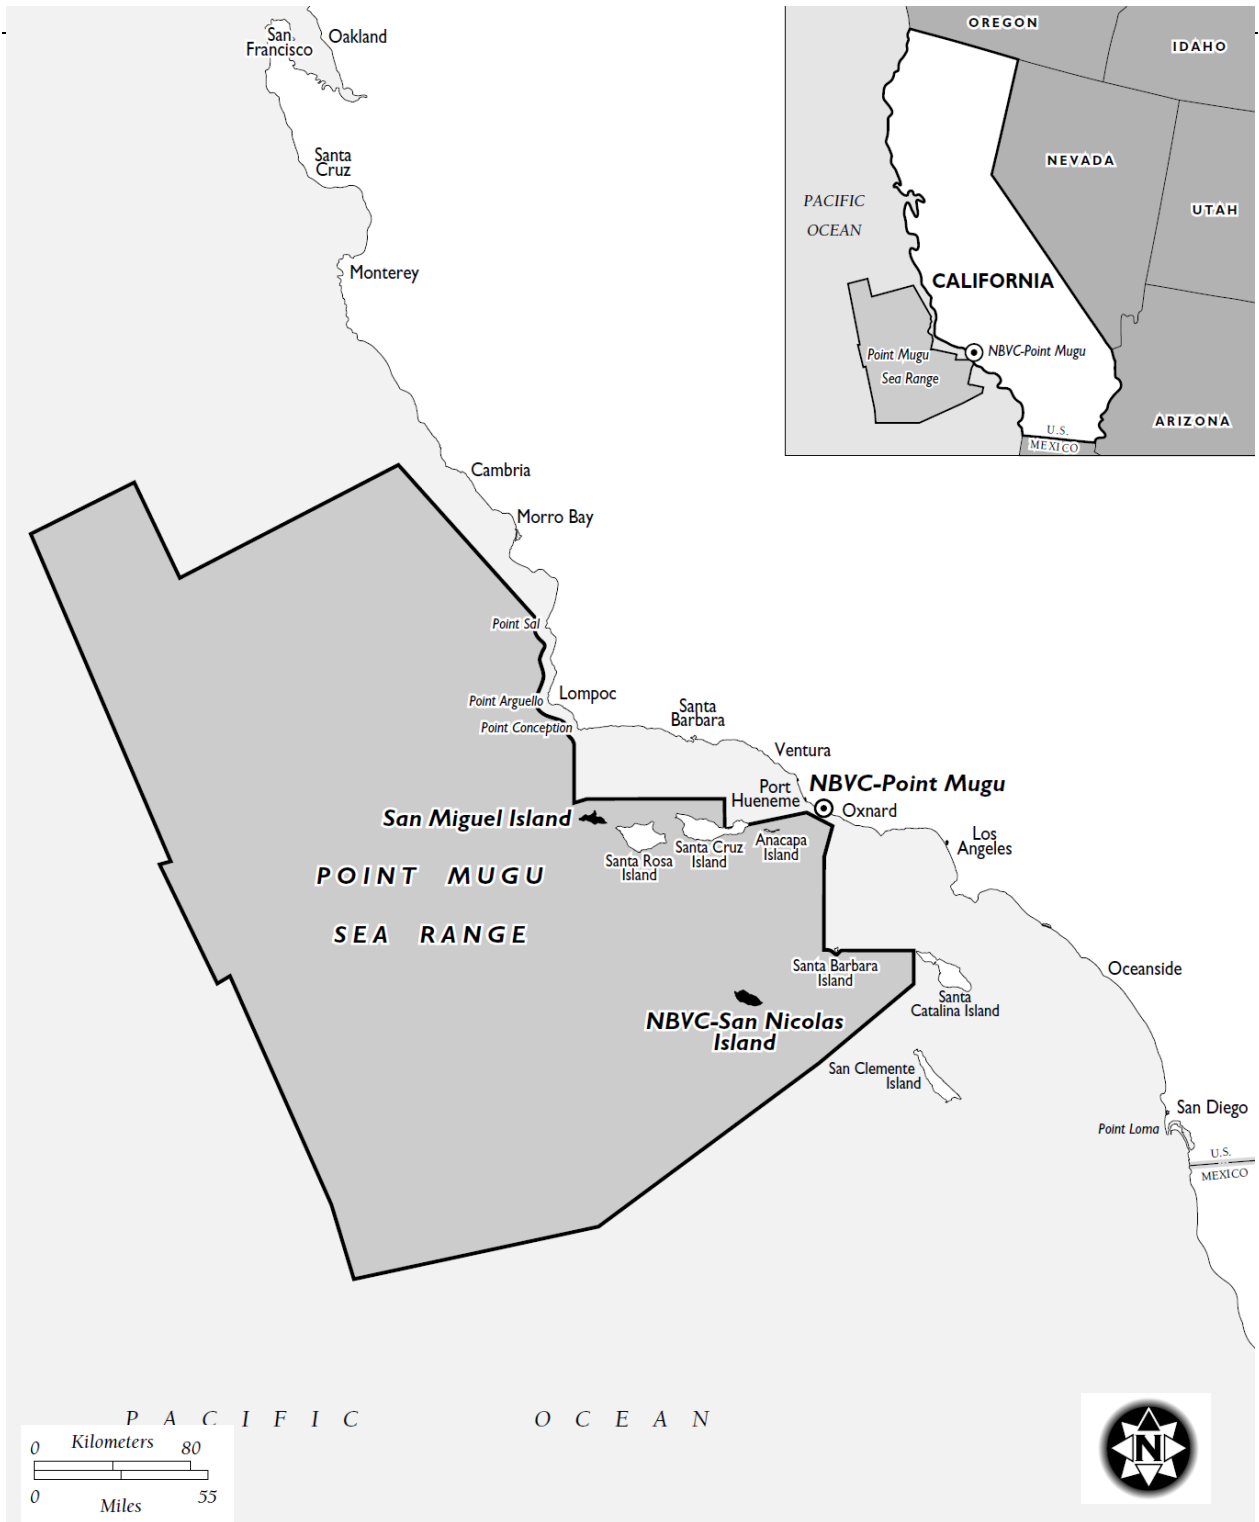 San
Francisco
Oakland
Santa
Cruz
Monterey
Cambria
Morro Bay
Point Sal
Point Arguello
Lompoc
Point Conception
Santa
Barbara
Ventura
Port
Hueneme
NBVC-Point Mugu
Oxnard
Los
Angeles
San Miguel Island
Santa Rosa
Island
Santa Cruz
Island
Anacapa
Island
POINT MUGU
SEA RANGE
Santa Barbara
Island
NBVC-San Nicolas
Island
Santa
Catalina Island
San Clemente
Island
Oceanside
San Diego
Point Loma
U.S.
MEXICO
PACIFIC OCEAN
0 Kilometers 80
0 Miles 55
N
OREGON
IDAHO
NEVADA
UTAH
PACIFIC
OCEAN
CALIFORNIA
Point Mugu
Sea Range
NBVC-Point Mugu
ARIZONA
U.S.
MEXICO